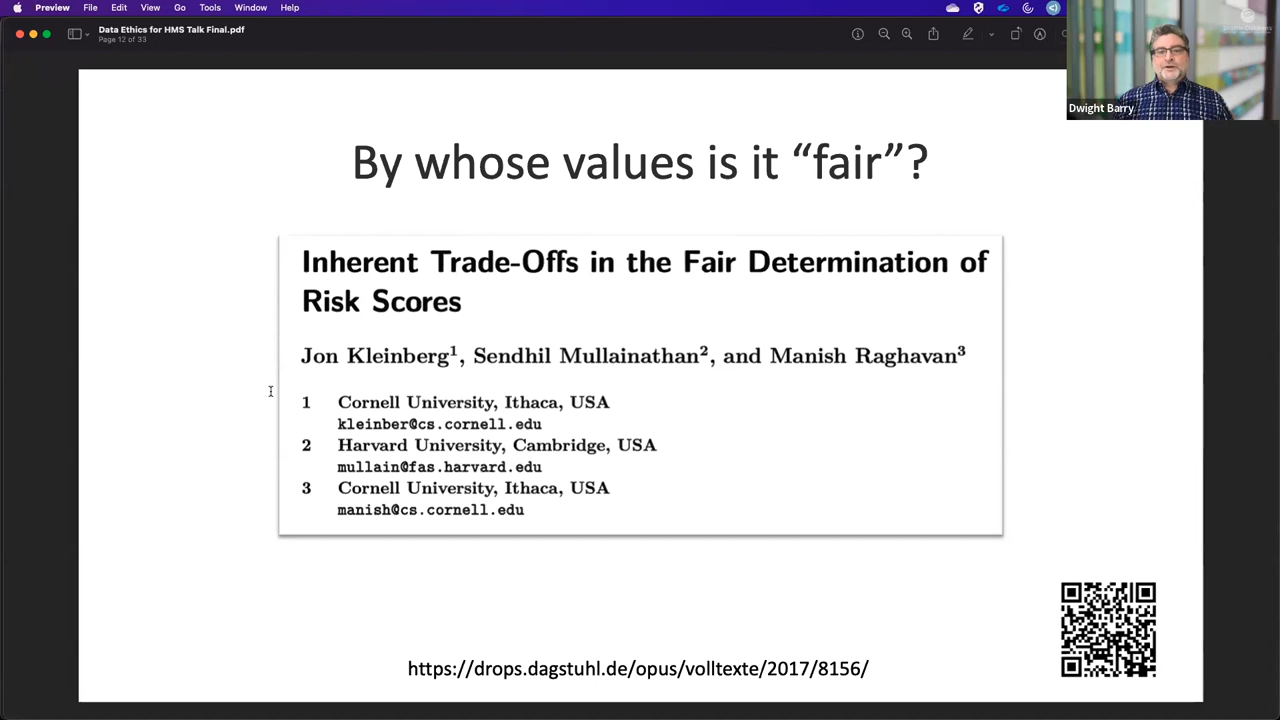 Preview File Edit View Go Tools Window Help
Data Ethics for HMS Talk Final.pdf
Page 12 of 33
Dwight Barry
By whose values is it “fair”?
Inherent Trade-Offs in the Fair Determination of
Risk Scores
Jon Kleinberg1, Sendhil Mullainathan2, and Manish Raghavan3
1 Cornell University, Ithaca, USA
kleinber@cs.cornell.edu
2 Harvard University, Cambridge, USA
mullain@fas.harvard.edu
3 Cornell University, Ithaca, USA
manish@cs.cornell.edu
https://drops.dagstuhl.de/opus/volltexte/2017/8156/